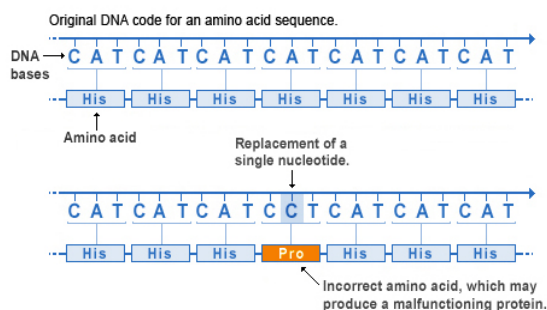 Original DNA code for an amino acid sequence.
DNA bases
C A T C A T C A T C A T C A T C A T C A T
His His His His His His His
Amino acid
Replacement of a
single nucleotide.
C A T C A T C A T C C T C A T C A T C A T
His His His Pro His His His
Incorrect amino acid, which may
produce a malfunctioning protein.